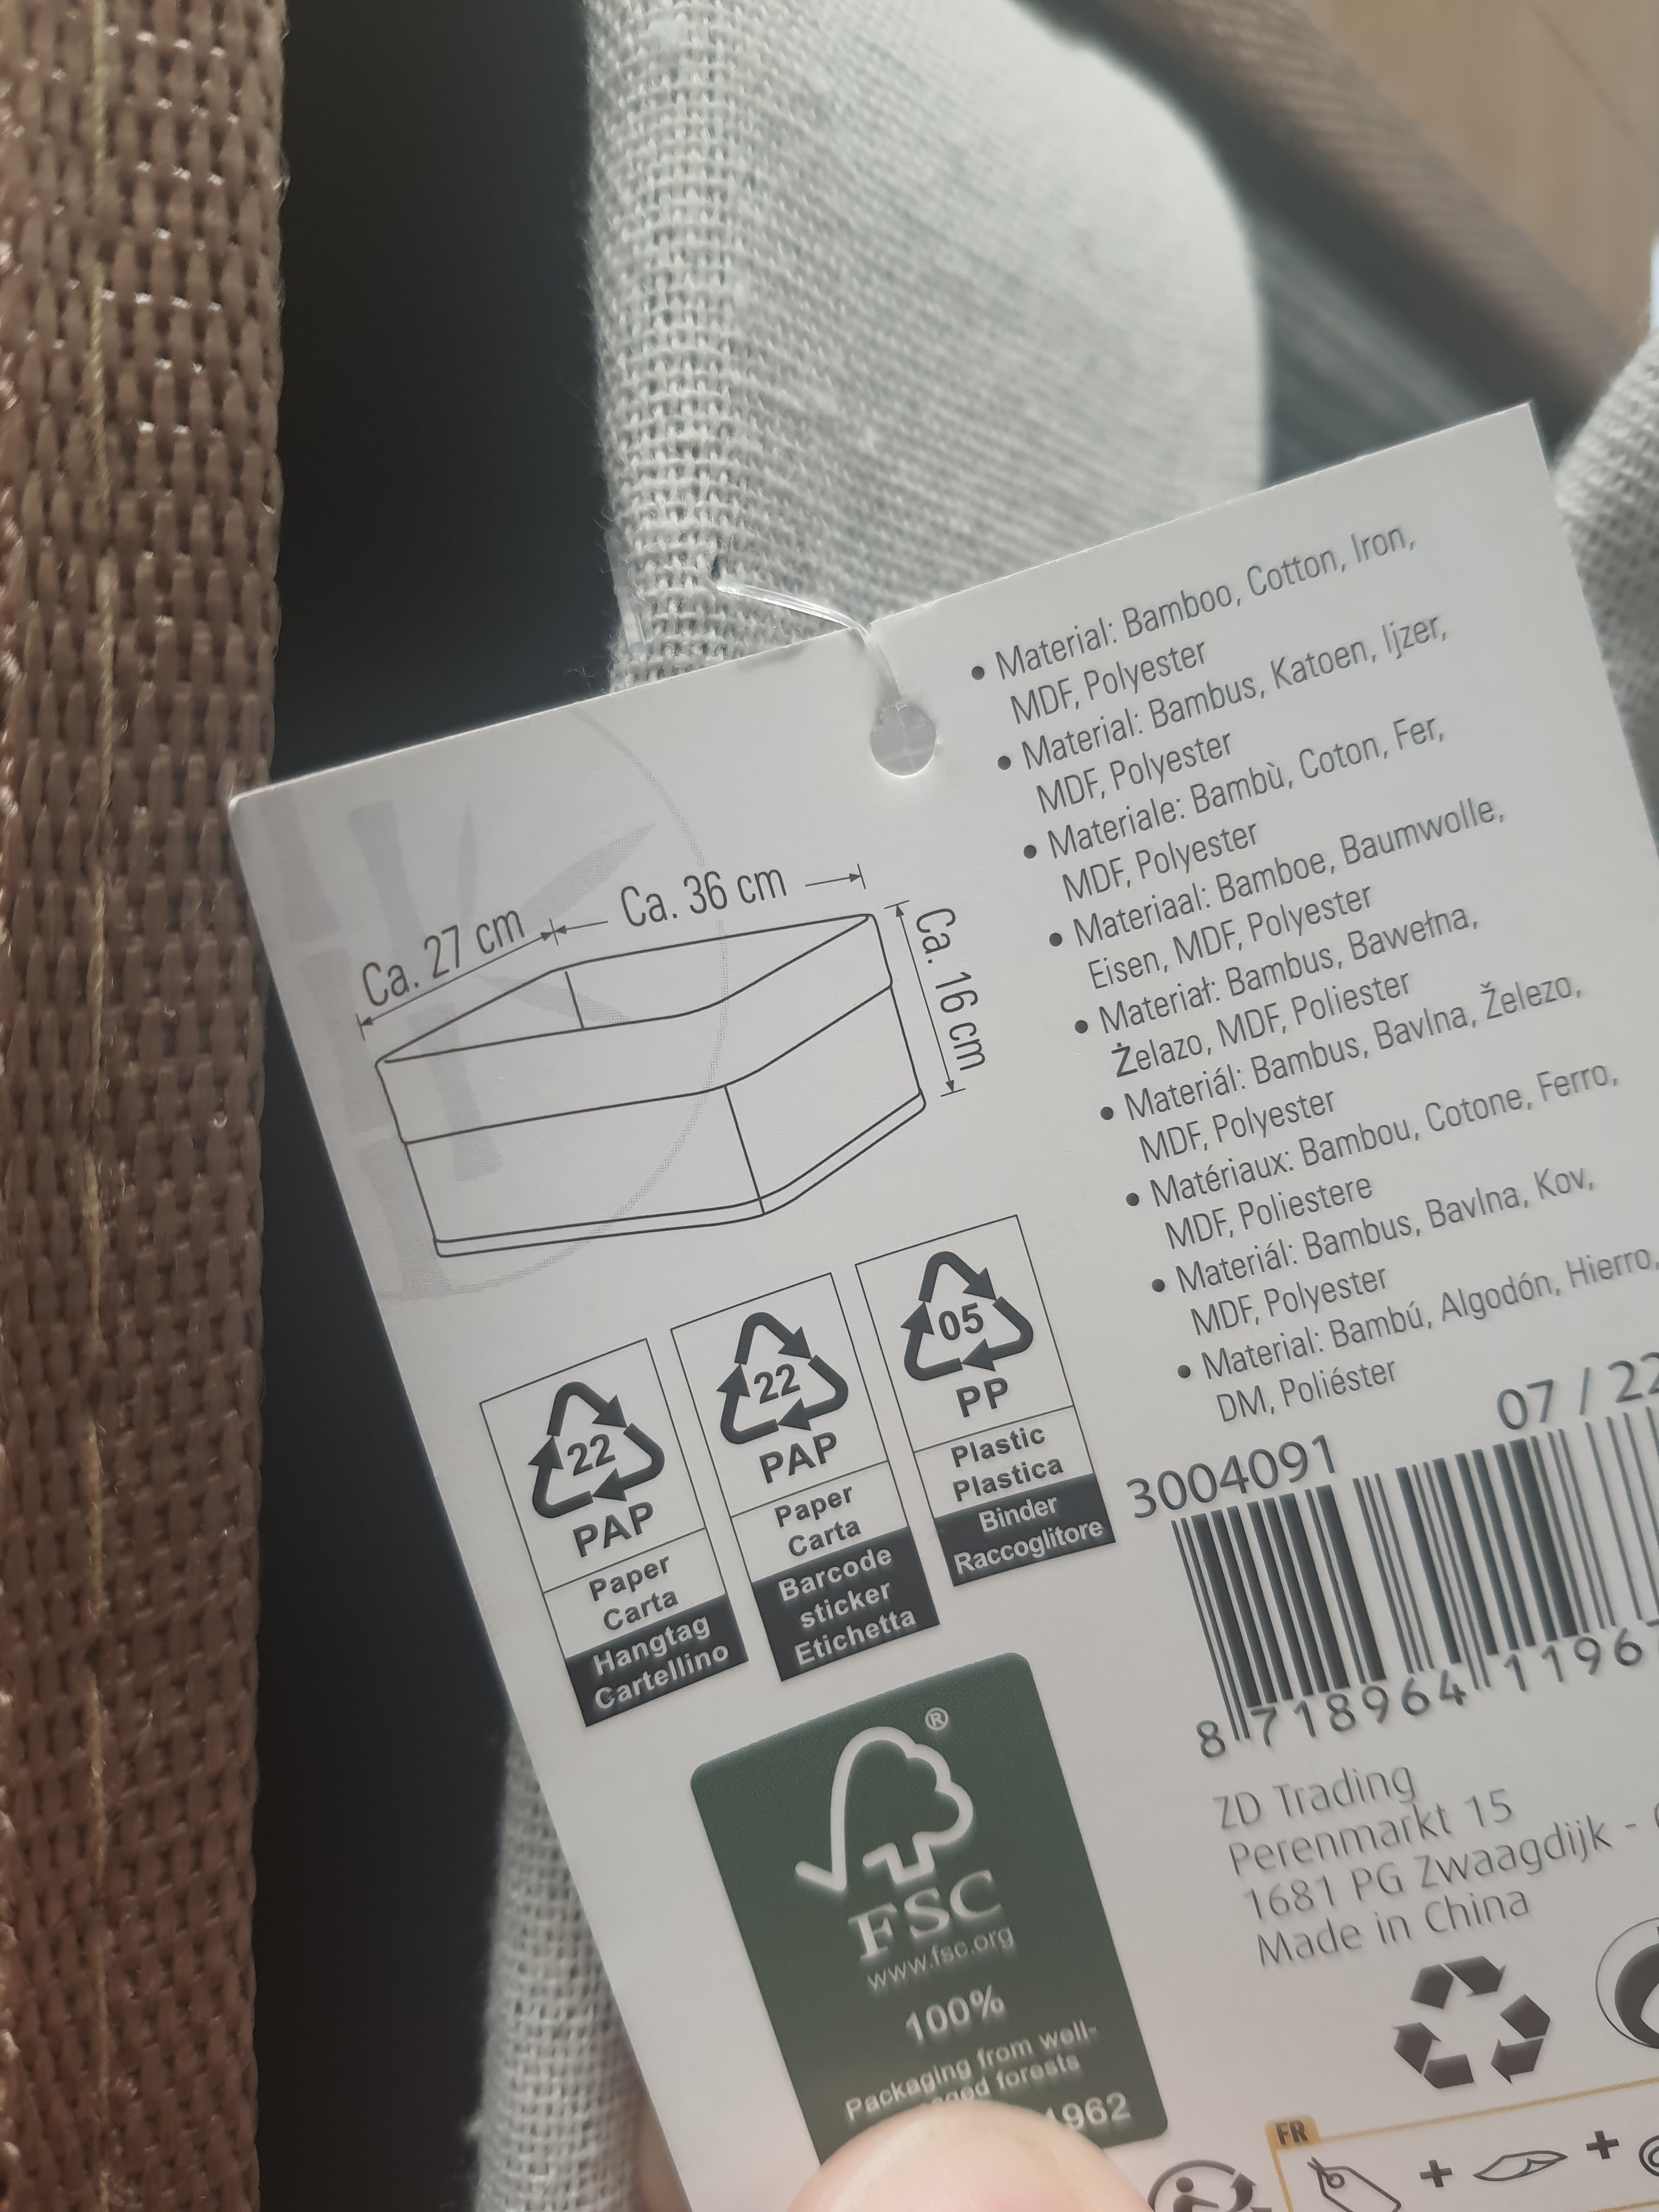 • Material: Bamboo, Cotton, Iron,
MDF, Polyester
• Material: Bambus, Katoen, Ijzer,
MDF, Polyester
• Materiale: Bambù, Coton, Fer,
MDF, Polyester
• Materiaal: Bamboe, Baumwolle,
Eisen, MDF, Polyester
• Materiał: Bambus, Bawełna,
Żelazo, MDF, Poliester
• Materiál: Bambus, Bavlna, Železo,
MDF, Polyester
• Matériaux: Bambou, Cotone, Ferro,
MDF, Poliestere
• Materiál: Bambus, Bavlna, Kov,
MDF, Polyester
• Material: Bambú, Algodón, Hierro,
DM, Poliéster
Ca. 27 cm
Ca. 36 cm
Ca. 16 cm
22
PAP
Paper
Carta
Hangtag
Cartellino
22
PAP
Paper
Carta
Barcode
sticker
Etichetta
05
PP
Plastic
Plastica
Binder
Raccoglitore
07 / 22
3004091
8 718964 1196
ZD Trading
Perenmarkt 15
1681 PG Zwaagdijk -
Made in China
®
FSC
www.fsc.org
100%
Packaging from well-
forests
1962
FR
+ +